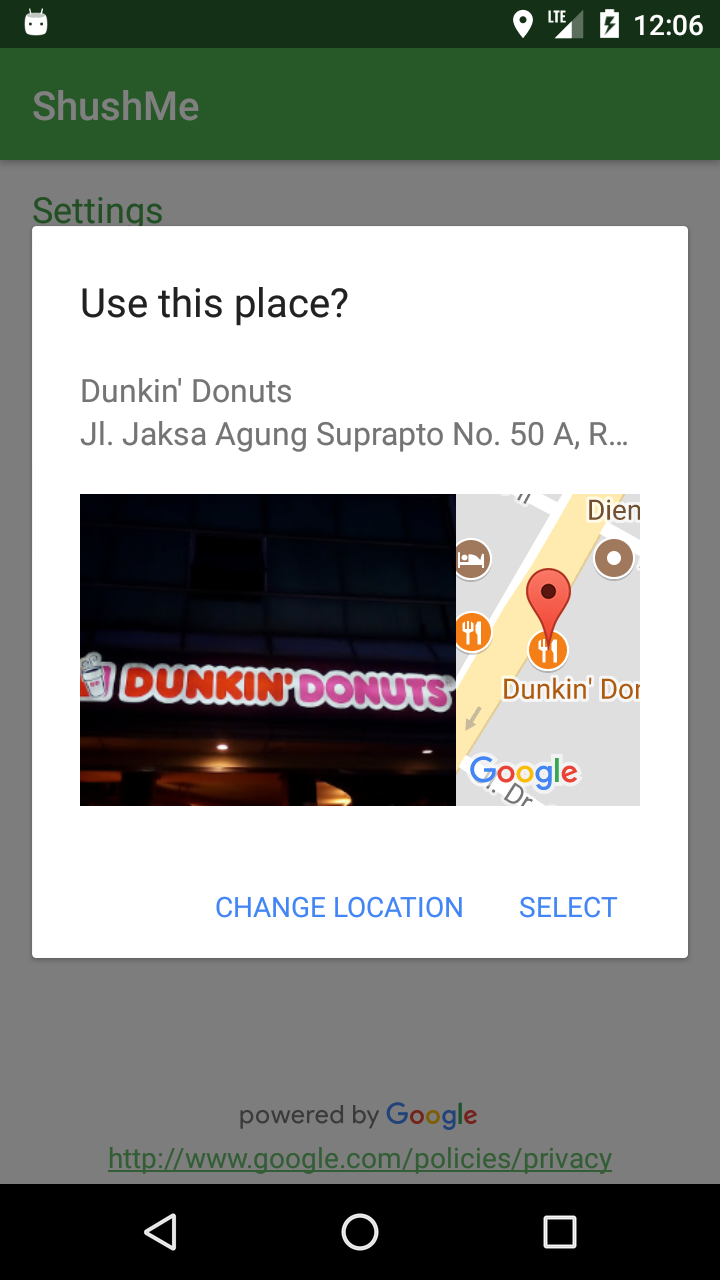 LTE 12:06
ShushMe
Settings
Use this place?
Dunkin' Donuts
Jl. Jaksa Agung Suprapto No. 50 A, R...
DUNKIN' DONUTS
Dien
Dunkin' Dor
Google
. Dr
CHANGE LOCATION SELECT
powered by Google
http://www.google.com/policies/privacy